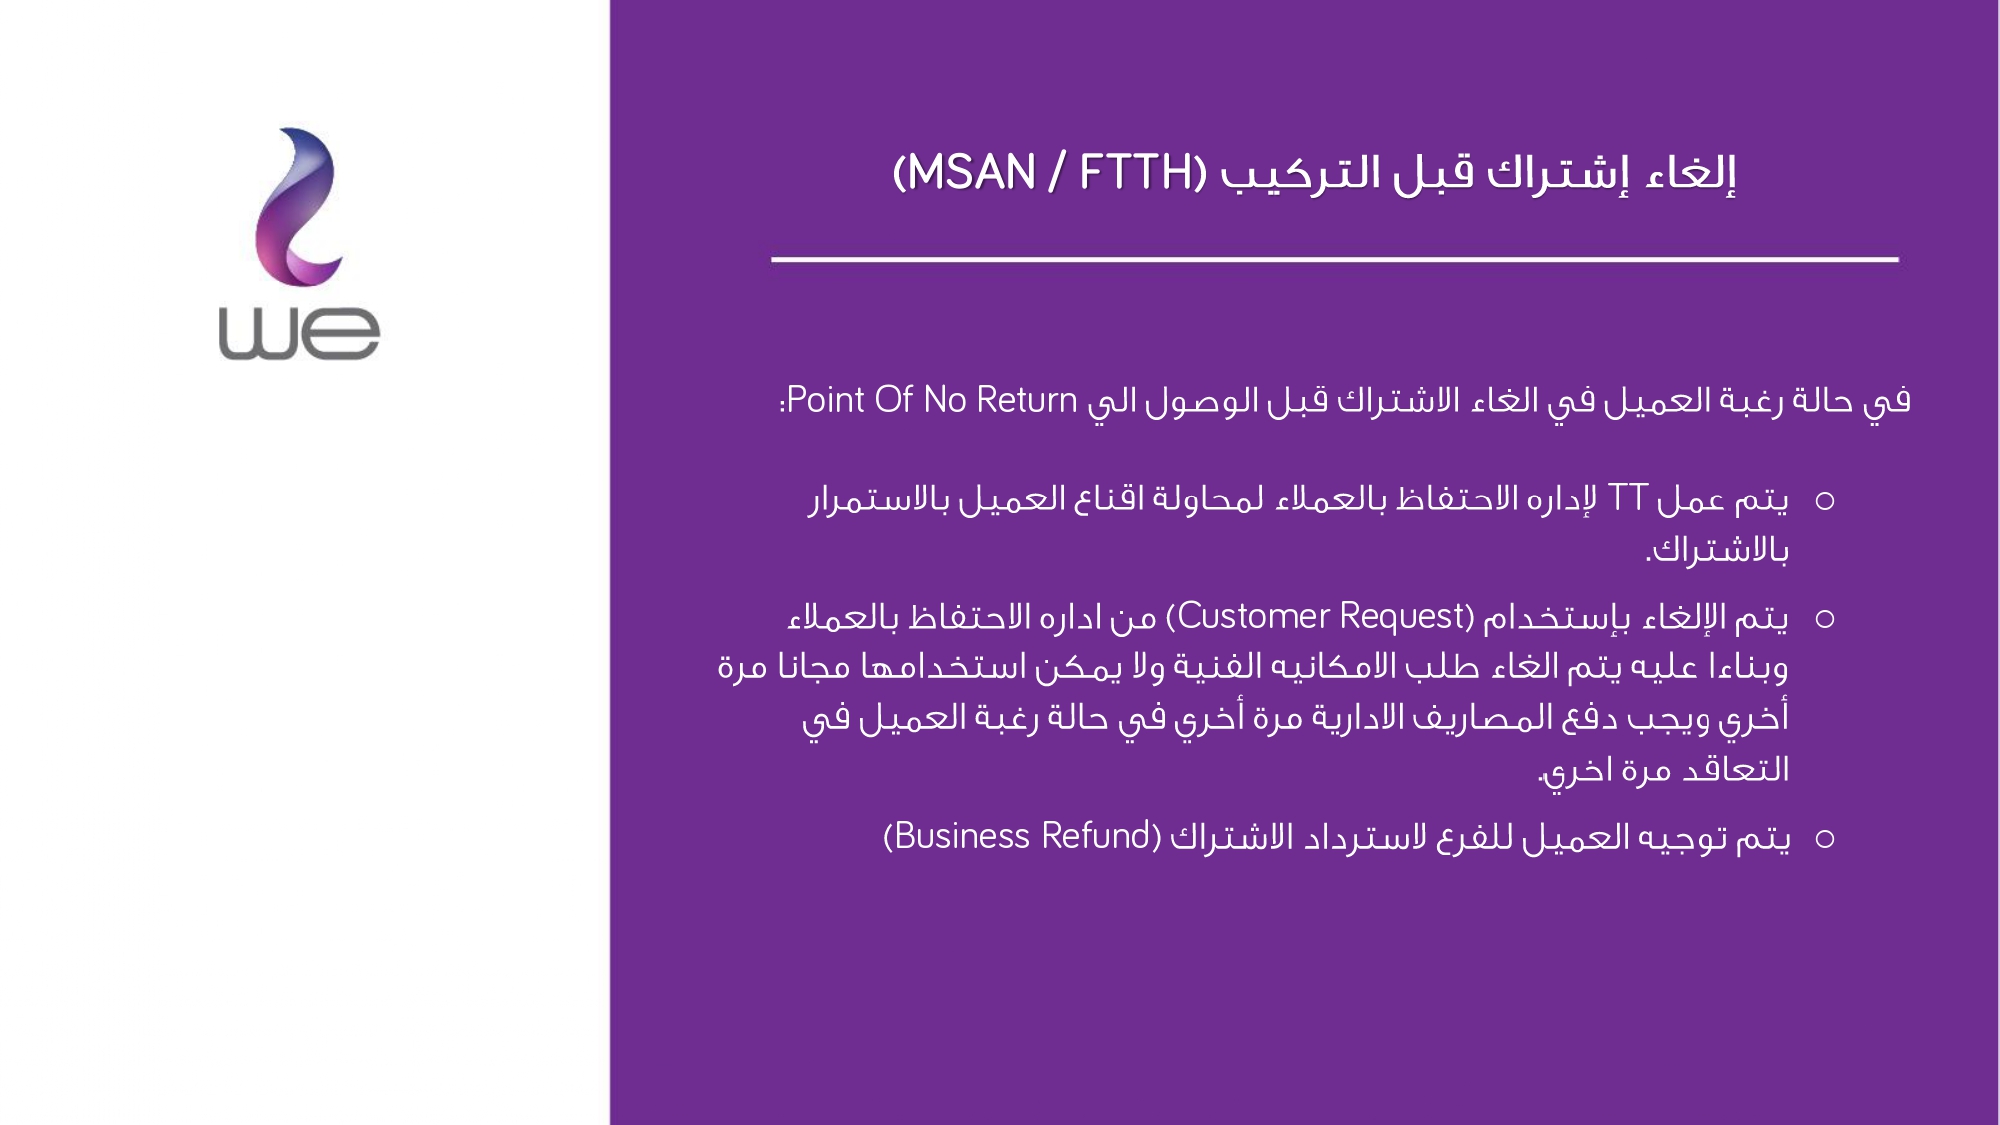 we
إلغاء إشتراك قبل التركيب (MSAN / FTTH)
في حالة رغبة العميل في الغاء الاشتراك قبل الوصول الي Point Of No Return:
○ يتم عمل TT لإداره الاحتفاظ بالعملاء لمحاولة اقناع العميل بالاستمرار
بالاشتراك.
○ يتم الإلغاء بإستخدام (Customer Request) من اداره الاحتفاظ بالعملاء
وبناءا عليه يتم الغاء طلب الامكانيه الفنية ولا يمكن استخدامها مجانا مرة
أخري ويجب دفع المصاريف الادارية مرة أخري في حالة رغبة العميل في
التعاقد مرة اخري.
○ يتم توجيه العميل للفرع لاسترداد الاشتراك (Business Refund)